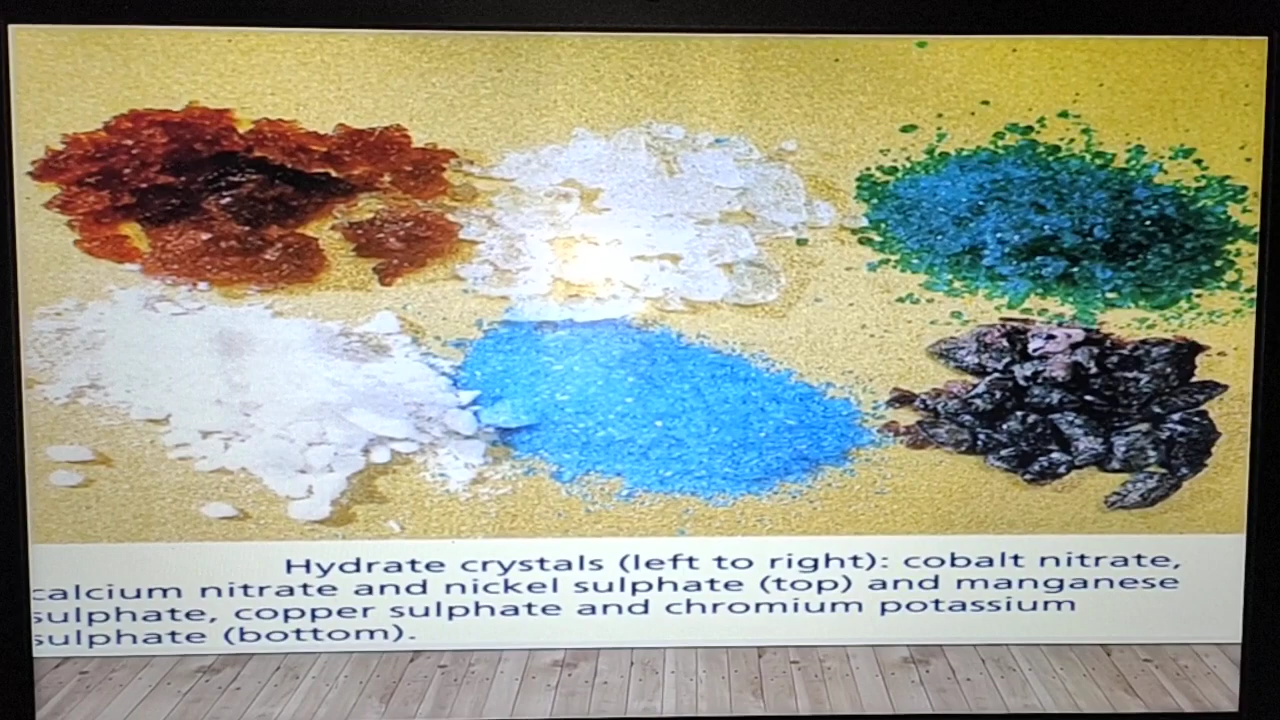 Hydrate crystals (left to right): cobalt nitrate,
calcium nitrate and nickel sulphate (top) and manganese
sulphate, copper sulphate and chromium potassium
sulphate (bottom).